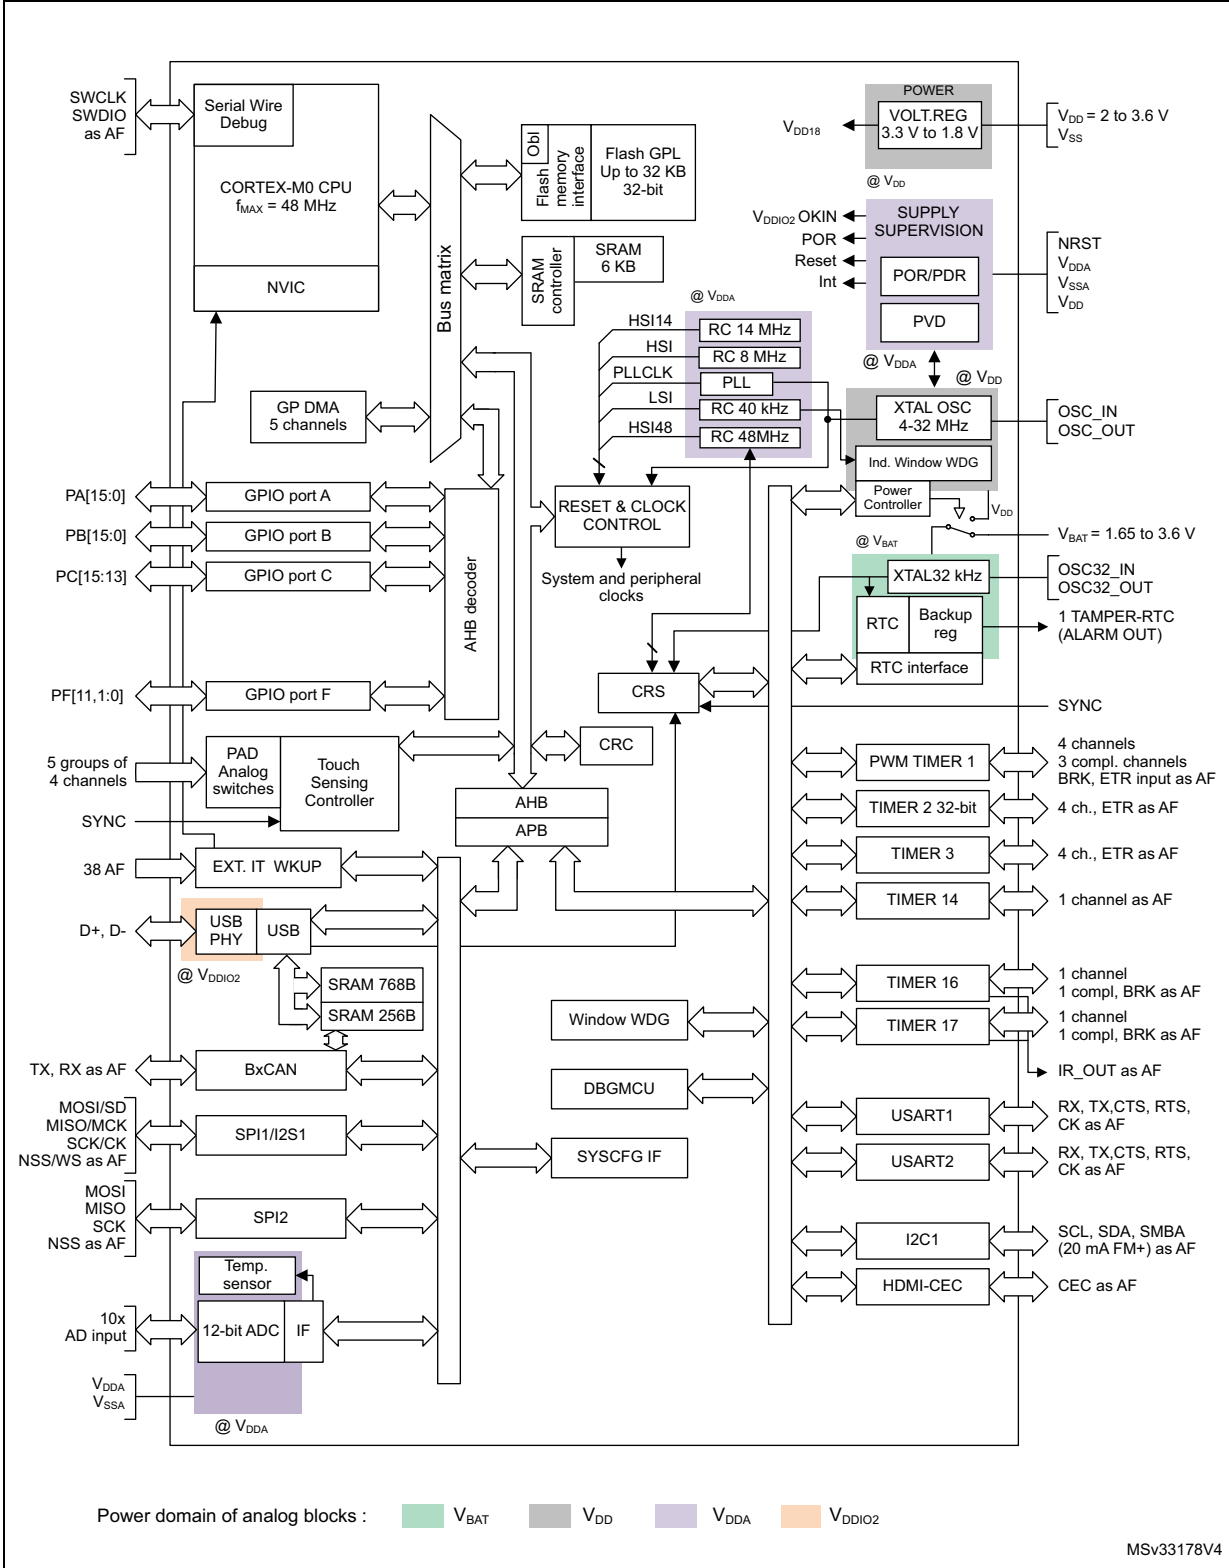 SWCLK
SWDIO
as AF
Serial Wire
Debug
CORTEX-M0 CPU
fMAX = 48 MHz
NVIC
Bus matrix
Obl
Flash
memory
interface
Flash GPL
Up to 32 KB
32-bit
SRAM
controller
SRAM
6 KB
POWER
VOLT.REG
3.3 V to 1.8 V
VDD18
VDD = 2 to 3.6 V
VSS
@ VDD
SUPPLY
SUPERVISION
POR/PDR
PVD
VDDIO2 OKIN
POR
Reset
Int
NRST
VDDA
VSSA
VDD
@ VDDA
@ VDD
@ VDDA
HSI14
RC 14 MHz
HSI
RC 8 MHz
PLLCLK
PLL
LSI
RC 40 kHz
HSI48
RC 48MHz
XTAL OSC
4-32 MHz
OSC_IN
OSC_OUT
Ind. Window WDG
Power
Controller
VDD
VBAT = 1.65 to 3.6 V
@ VBAT
GP DMA
5 channels
PA[15:0]
GPIO port A
PB[15:0]
GPIO port B
PC[15:13]
GPIO port C
PF[11,1:0]
GPIO port F
AHB decoder
RESET & CLOCK
CONTROL
System and peripheral
clocks
XTAL32 kHz
OSC32_IN
OSC32_OUT
RTC
Backup
reg
RTC interface
1 TAMPER-RTC
(ALARM OUT)
CRS
SYNC
CRC
5 groups of
4 channels
PAD
Analog
switches
Touch
Sensing
Controller
SYNC
AHB
APB
PWM TIMER 1
4 channels
3 compl. channels
BRK, ETR input as AF
TIMER 2 32-bit
4 ch., ETR as AF
TIMER 3
4 ch., ETR as AF
TIMER 14
1 channel as AF
TIMER 16
1 channel
1 compl, BRK as AF
TIMER 17
1 channel
1 compl, BRK as AF
IR_OUT as AF
38 AF
EXT. IT WKUP
D+, D-
USB
PHY
USB
@ VDDIO2
SRAM 768B
SRAM 256B
TX, RX as AF
BxCAN
Window WDG
DBGMCU
SYSCFG IF
MOSI/SD
MISO/MCK
SCK/CK
NSS/WS as AF
SPI1/I2S1
MOSI
MISO
SCK
NSS as AF
SPI2
USART1
RX, TX,CTS, RTS,
CK as AF
USART2
RX, TX,CTS, RTS,
CK as AF
I2C1
SCL, SDA, SMBA
(20 mA FM+) as AF
HDMI-CEC
CEC as AF
Temp.
sensor
10x
AD input
12-bit ADC
IF
VDDA
VSSA
@ VDDA
Power domain of analog blocks :
VBAT
VDD
VDDA
VDDIO2
MSv33178V4